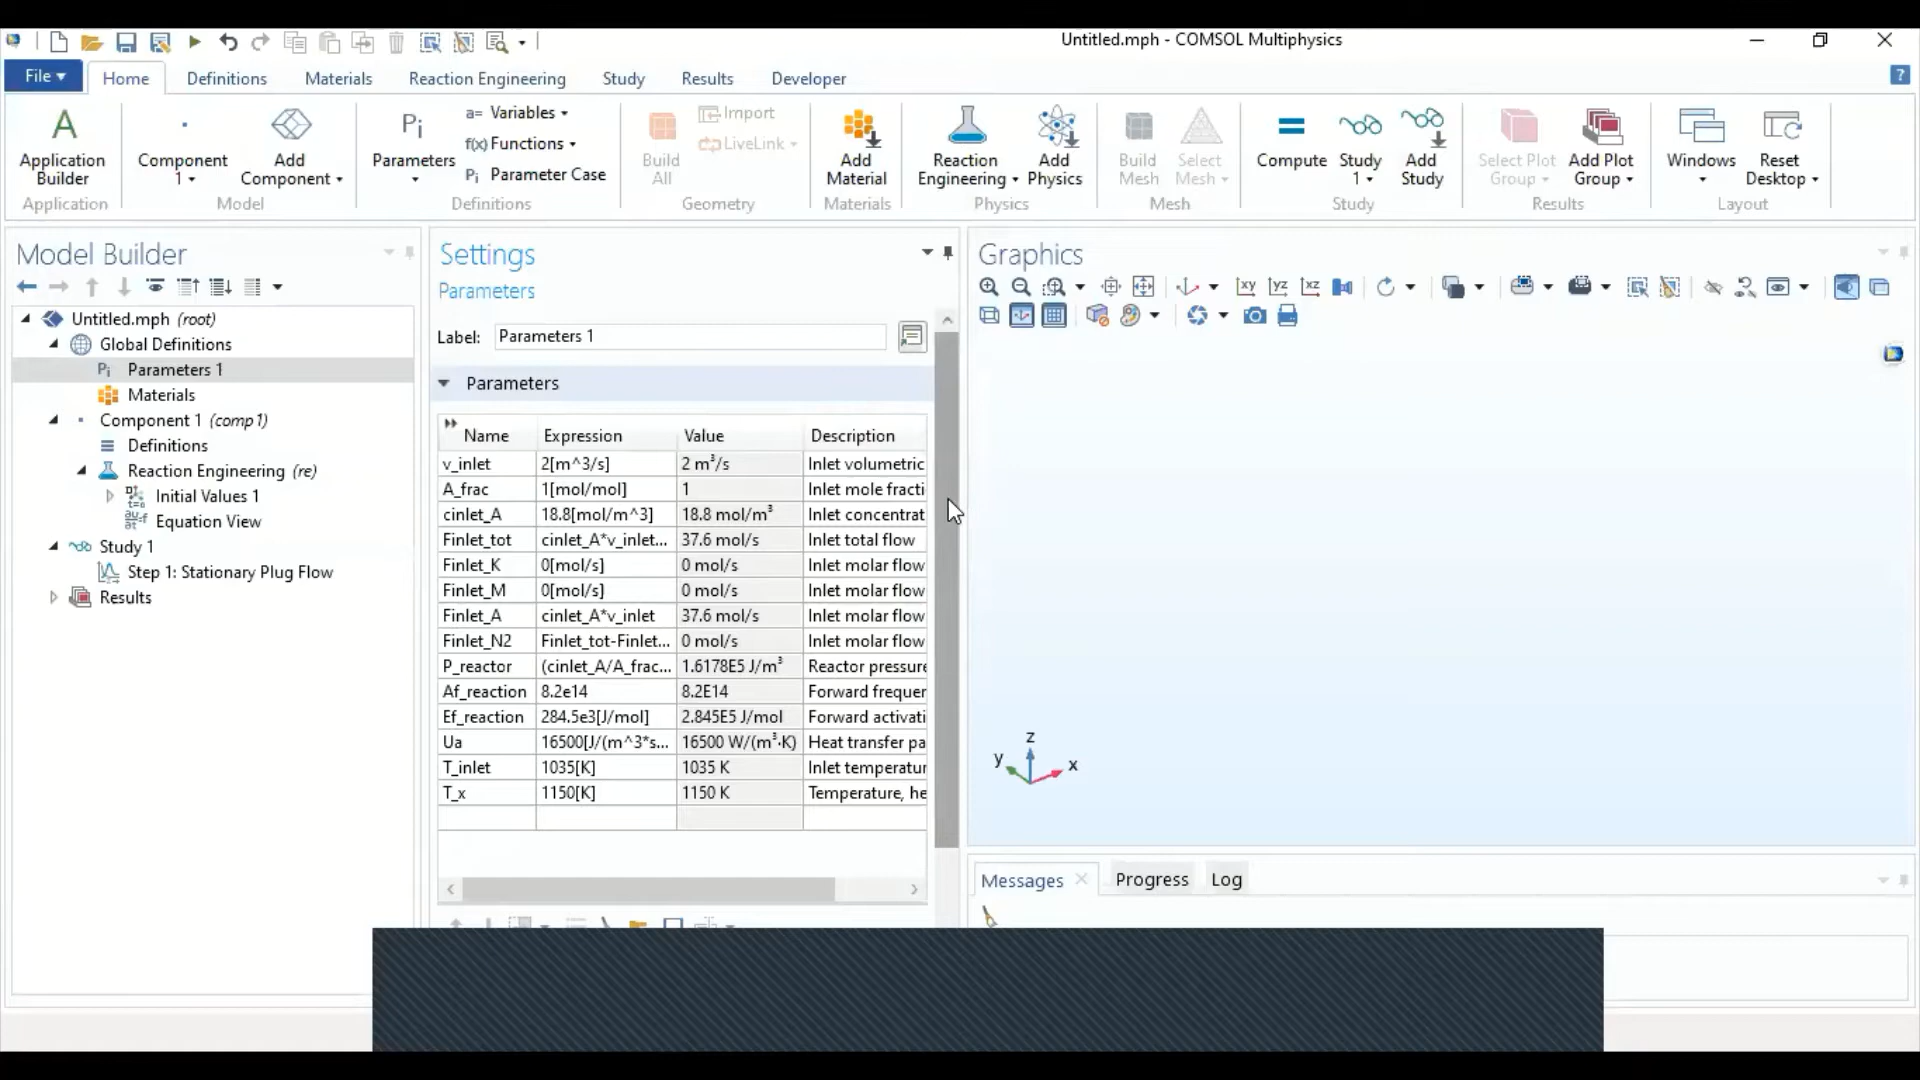 Untitled.mph - COMSOL Multiphysics
File Home Definitions Materials Reaction Engineering Study Results Developer
Application Builder
Component 1
Add Component
Parameters
a= Variables
f(x) Functions
Pi Parameter Case
Build All
Import
LiveLink
Add Material
Reaction Engineering
Add Physics
Build Mesh
Select Mesh
Compute
Study 1
Add Study
Select Plot Group
Add Plot Group
Windows
Reset Desktop
Application Model Definitions Geometry Materials Physics Mesh Study Results Layout
Model Builder
Untitled.mph (root)
Global Definitions
Pi Parameters 1
Materials
Component 1 (comp1)
Definitions
Reaction Engineering (re)
Initial Values 1
Equation View
Study 1
Step 1: Stationary Plug Flow
Results
Settings
Parameters
Label: Parameters 1
Parameters
Name Expression Value Description
v_inlet 2[m^3/s] 2 m³/s Inlet volumetric
A_frac 1[mol/mol] 1 Inlet mole fracti
cinlet_A 18.8[mol/m^3] 18.8 mol/m³ Inlet concentrat
Finlet_tot cinlet_A*v_inlet... 37.6 mol/s Inlet total flow
Finlet_K 0[mol/s] 0 mol/s Inlet molar flow
Finlet_M 0[mol/s] 0 mol/s Inlet molar flow
Finlet_A cinlet_A*v_inlet 37.6 mol/s Inlet molar flow
Finlet_N2 Finlet_tot-Finlet... 0 mol/s Inlet molar flow
P_reactor (cinlet_A/A_frac... 1.6178E5 J/m³ Reactor pressure
Af_reaction 8.2e14 8.2E14 Forward frequer
Ef_reaction 284.5e3[J/mol] 2.845E5 J/mol Forward activati
Ua 16500[J/(m^3*s... 16500 W/(m³·K) Heat transfer pa
T_inlet 1035[K] 1035 K Inlet temperatur
T_x 1150[K] 1150 K Temperature, he
Graphics
xy yz xz
z
y
x
Messages Progress Log